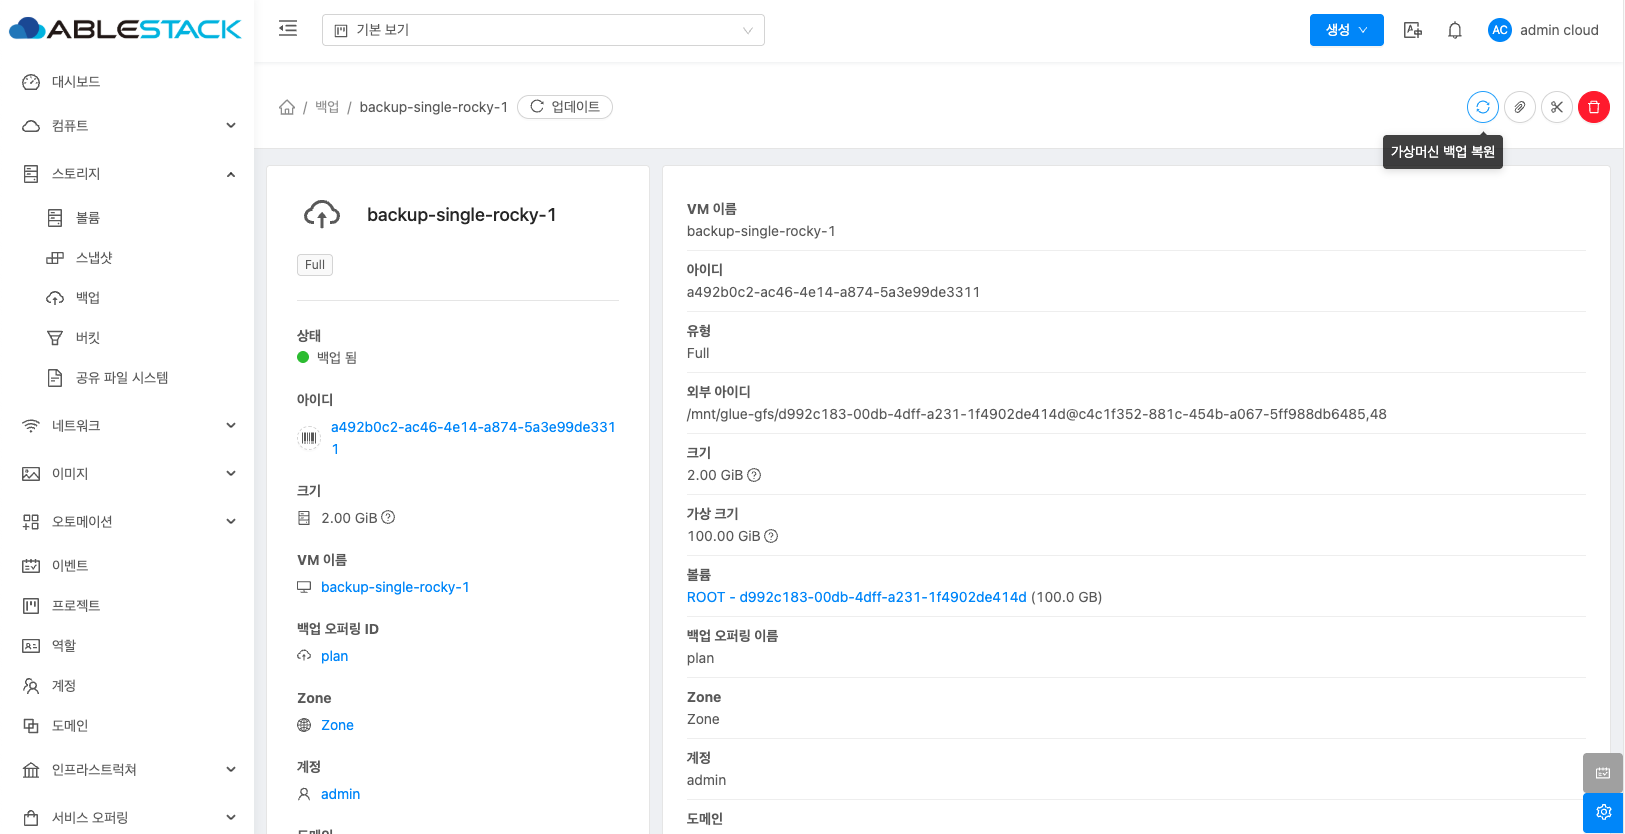 ABLESTACK
기본 보기
생성
AC
admin cloud
대시보드
컴퓨트
스토리지
볼륨
스냅샷
백업
버킷
공유 파일 시스템
네트워크
이미지
오토메이션
이벤트
프로젝트
역할
계정
도메인
인프라스트럭쳐
서비스 오퍼링
/ 백업 / backup-single-rocky-1
업데이트
가상머신 백업 복원
backup-single-rocky-1
Full
상태
백업 됨
아이디
a492b0c2-ac46-4e14-a874-5a3e99de331
1
크기
2.00 GiB
VM 이름
backup-single-rocky-1
백업 오퍼링 ID
plan
Zone
Zone
계정
admin
도메인
VM 이름
backup-single-rocky-1
아이디
a492b0c2-ac46-4e14-a874-5a3e99de3311
유형
Full
외부 아이디
/mnt/glue-gfs/d992c183-00db-4dff-a231-1f4902de414d@c4c1f352-881c-454b-a067-5ff988db6485,48
크기
2.00 GiB
가상 크기
100.00 GiB
볼륨
ROOT - d992c183-00db-4dff-a231-1f4902de414d (100.0 GB)
백업 오퍼링 이름
plan
Zone
Zone
계정
admin
도메인